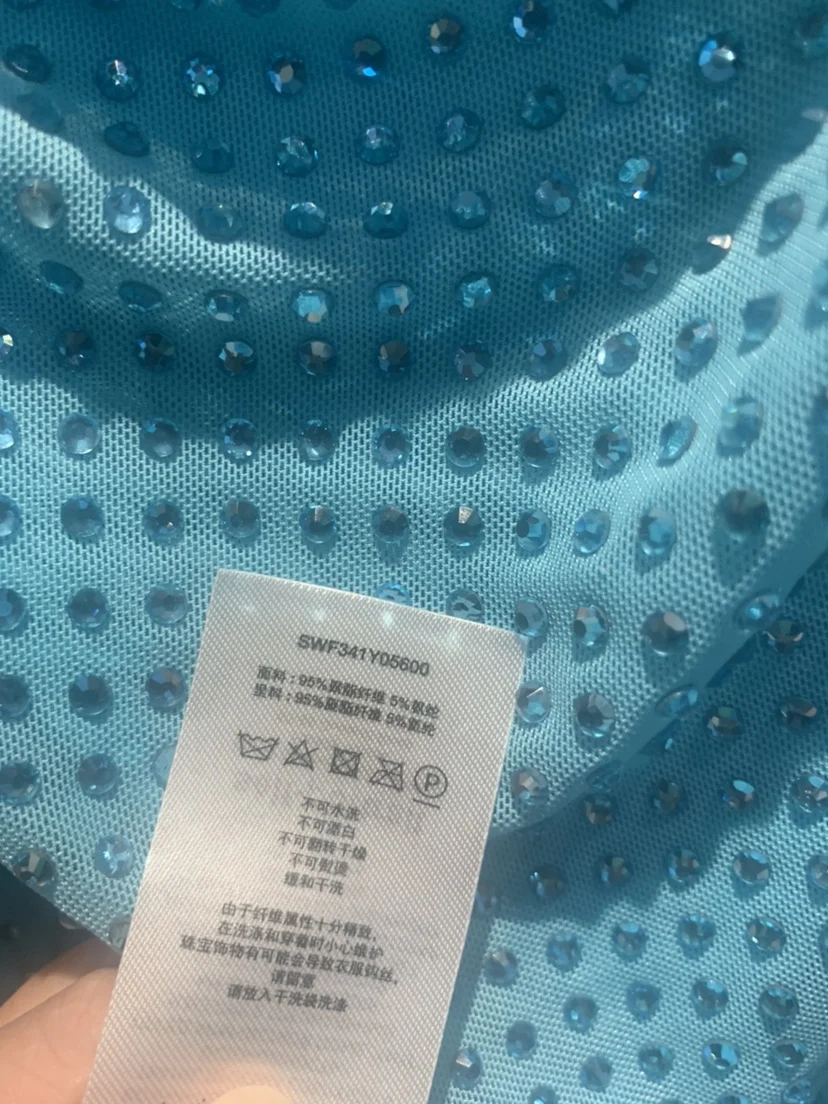 SWF341Y05600
面料:95%聚酯纤维 5%氨纶
里料:95%聚酯纤维 5%氨纶
P
不可水洗
不可漂白
不可翻转干燥
不可熨烫
缓和干洗
由于纤维属性十分精致,
在洗涤和穿着时小心维护
珠宝饰物有可能会导致衣服钩丝,
请留意
请放入干洗袋洗涤